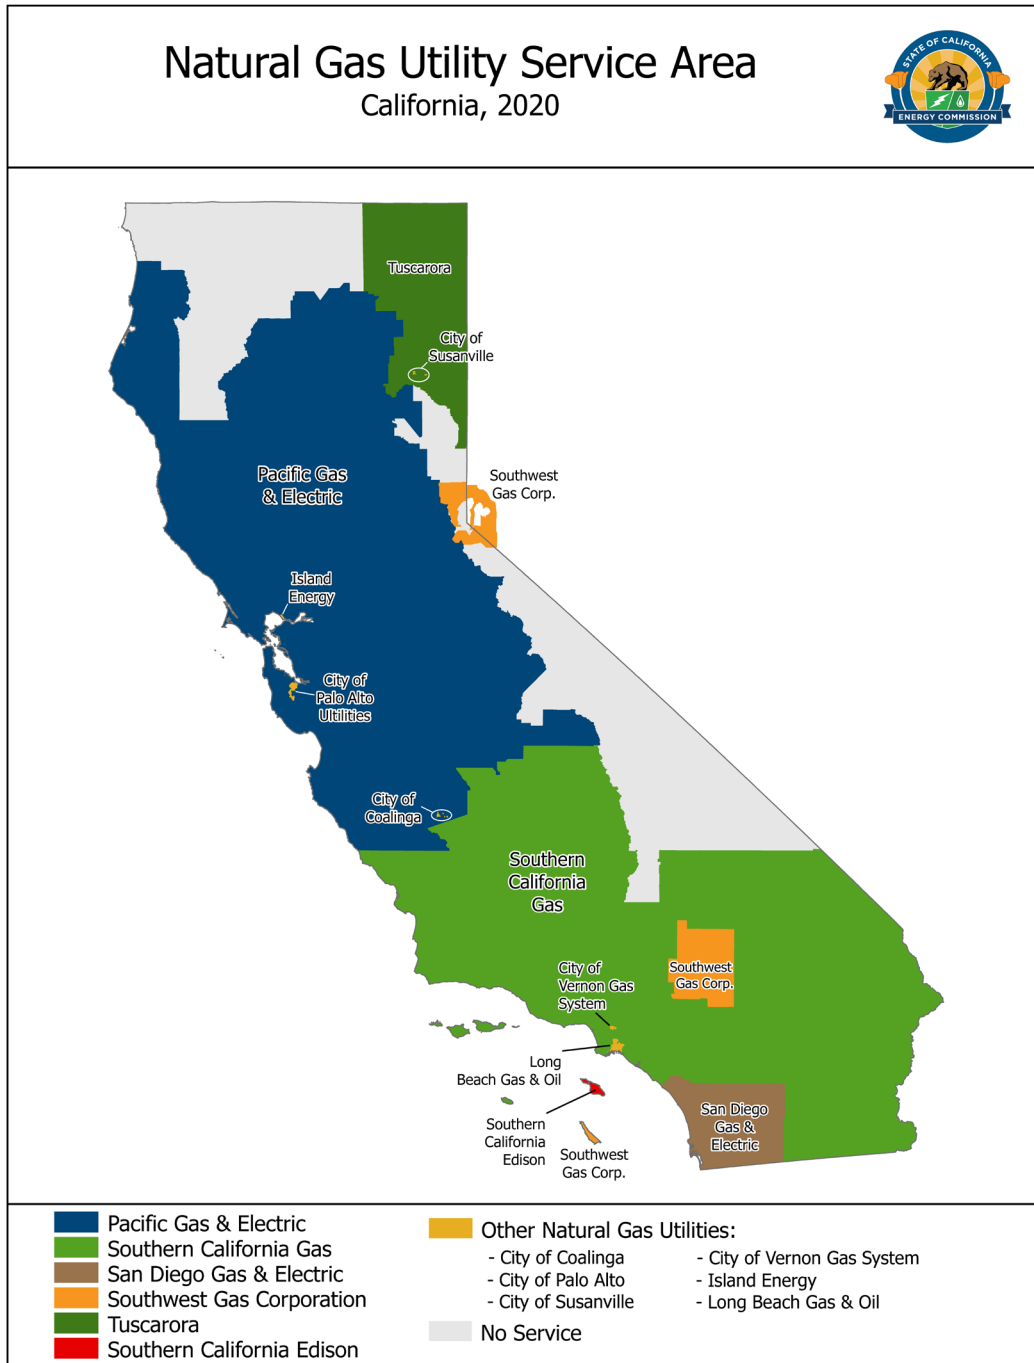 Natural Gas Utility Service Area
California, 2020
STATE OF CALIFORNIA
ENERGY COMMISSION
Tuscarora
City of
Susanville
Pacific Gas
& Electric
Southwest
Gas Corp.
Island
Energy
City of
Palo Alto
Ultilities
City of
Coalinga
Southern
California
Gas
City of
Vernon Gas
System
Southwest
Gas Corp.
Long
Beach Gas & Oil
Southern
California
Edison
Southwest
Gas Corp.
San Diego
Gas &
Electric
Pacific Gas & Electric
Southern California Gas
San Diego Gas & Electric
Southwest Gas Corporation
Tuscarora
Southern California Edison
Other Natural Gas Utilities:
- City of Coalinga
- City of Palo Alto
- City of Susanville
- City of Vernon Gas System
- Island Energy
- Long Beach Gas & Oil
No Service